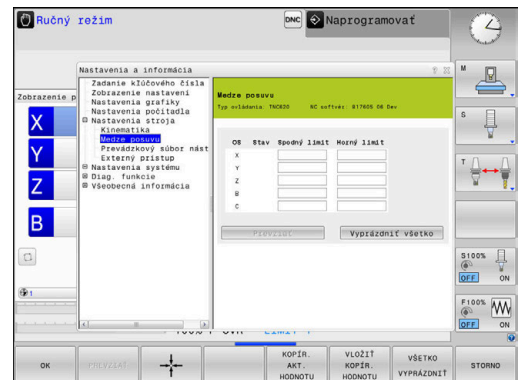 Ručný režim
DNC
Naprogramovať
Nastavenia a informácia
Zadanie kľúčového čísla
Zobrazenie nastavení
Nastavenia grafiky
Nastavenia počítadla
Nastavenia stroja
Kinematika
Medze posuvu
Prevádzkový súbor nást
Externý prístup
Nastavenia systému
Diag. funkcie
Všeobecná informácia
Medze posuvu
Typ ovládania: TNC620 NC softvér: 817605 08 Dev
OS Stav Spodný limit Horný limit
X
Y
Z
B
C
Prevziať
Vyprázdniť všetko
Zobrazenie p
X
Y
Z
B
1
M
S
T
S100%
OFF ON
F100%
OFF ON
OK
PREVZIAŤ
KOPÍR. AKT. HODNOTU
VLOŽIŤ KOPÍR. HODNOTU
VŠETKO VYPRÁZDNIŤ
STORNO